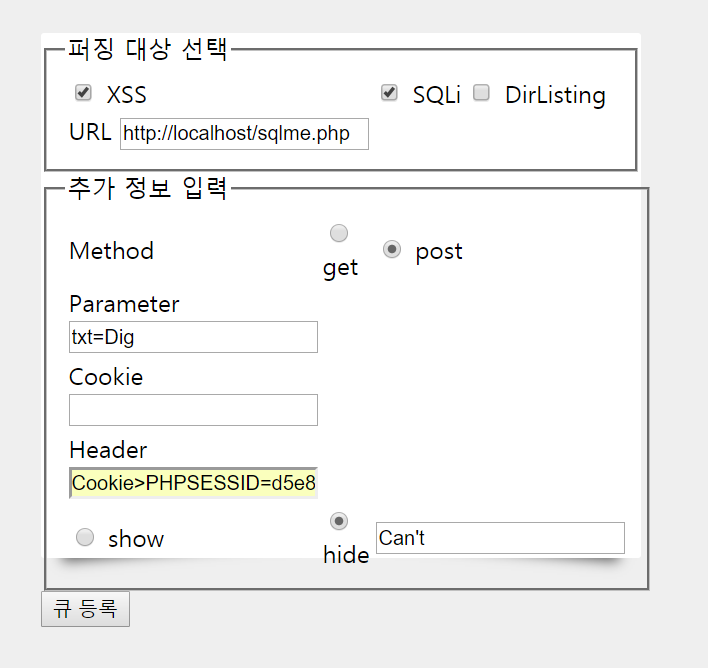 퍼징 대상 선택
XSS SQLi DirListing
URL http://localhost/sqlme.php
추가 정보 입력
Method get post
Parameter
txt=Dig
Cookie
Header
Cookie>PHPSESSID=d5e8
show hide Can't
큐 등록